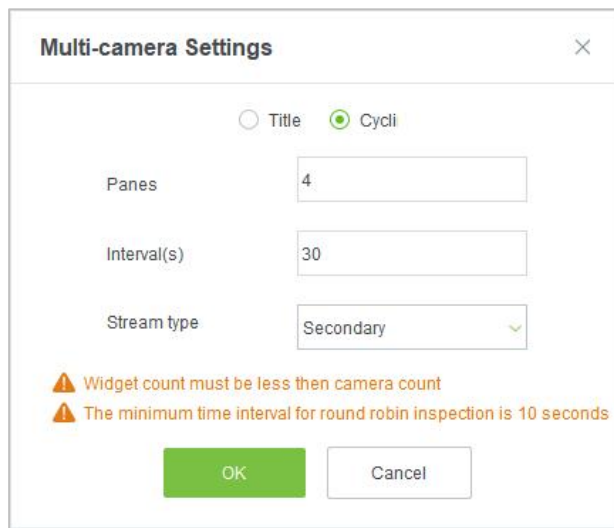 Multi-camera Settings
Title Cycli
Panes 4
Interval(s) 30
Stream type Secondary
Widget count must be less then camera count
The minimum time interval for round robin inspection is 10 seconds
OK Cancel